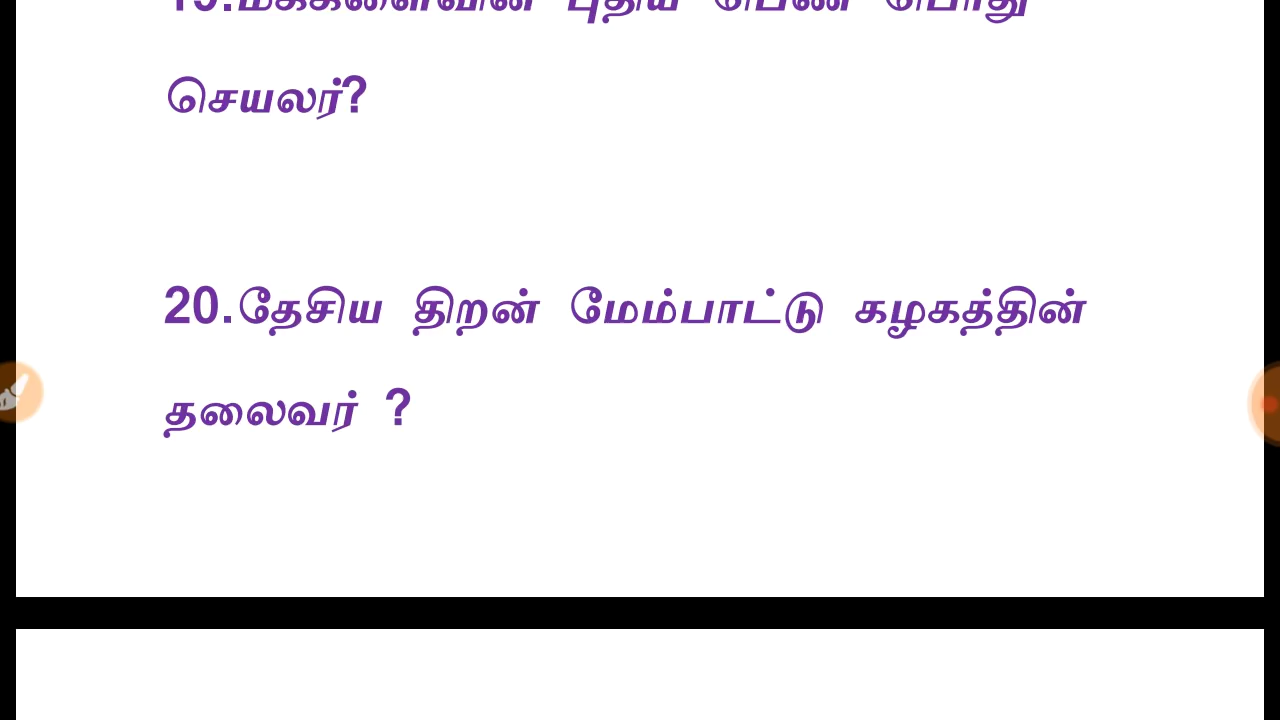 புதிய பெண் பொது
செயலர்?
20.தேசிய திறன் மேம்பாட்டு கழகத்தின்
தலைவர் ?